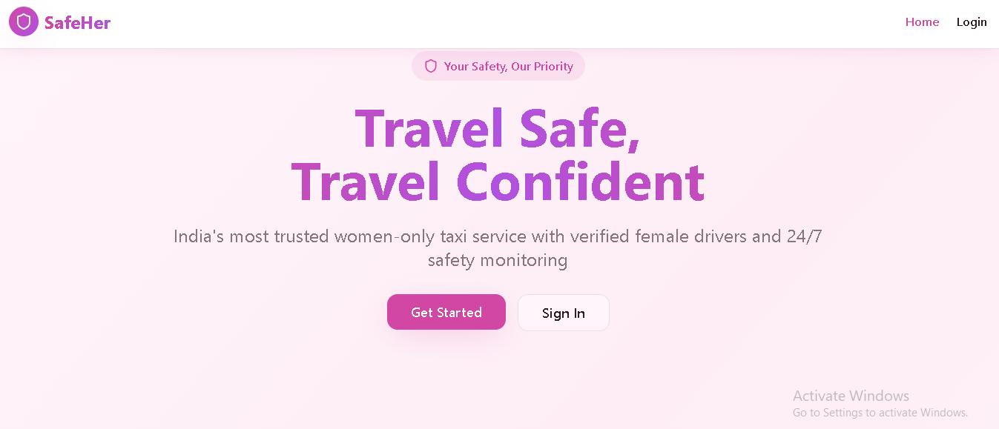 SafeHer
Home
Login
Your Safety, Our Priority
Travel Safe,
Travel Confident
India's most trusted women-only taxi service with verified female drivers and 24/7
safety monitoring
Get Started
Sign In
Activate Windows
Go to Settings to activate Windows.